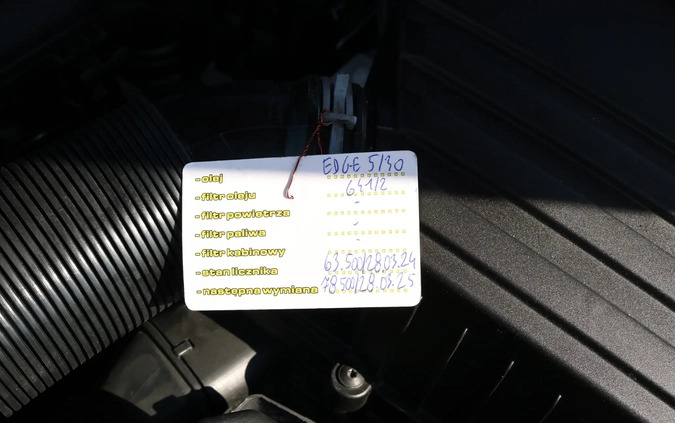 -olej EDGE 5/30
-filtr oleju 641/2
-filtr powietrza -
-filtr paliwa -
-filtr kabinowy -
-stan licznika 63.500/28.03.24
-następna wymiana 78.500/28.03.25